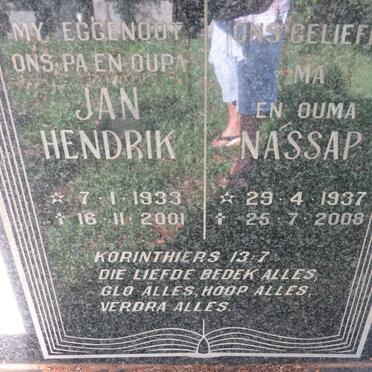 MY EGGENOOT
ONS PA EN OUPA
JAN
HENDRIK
☆ 7·1·1933
✝ 16·11·2001
ONS GELIEF
MA
EN OUMA
NASSAP
☆ 29·4·1937
✝ 25·7·2008
KORINTHIERS 13:7
DIE LIEFDE BEDEK ALLES,
GLO ALLES, HOOP ALLES,
VERDRA ALLES.